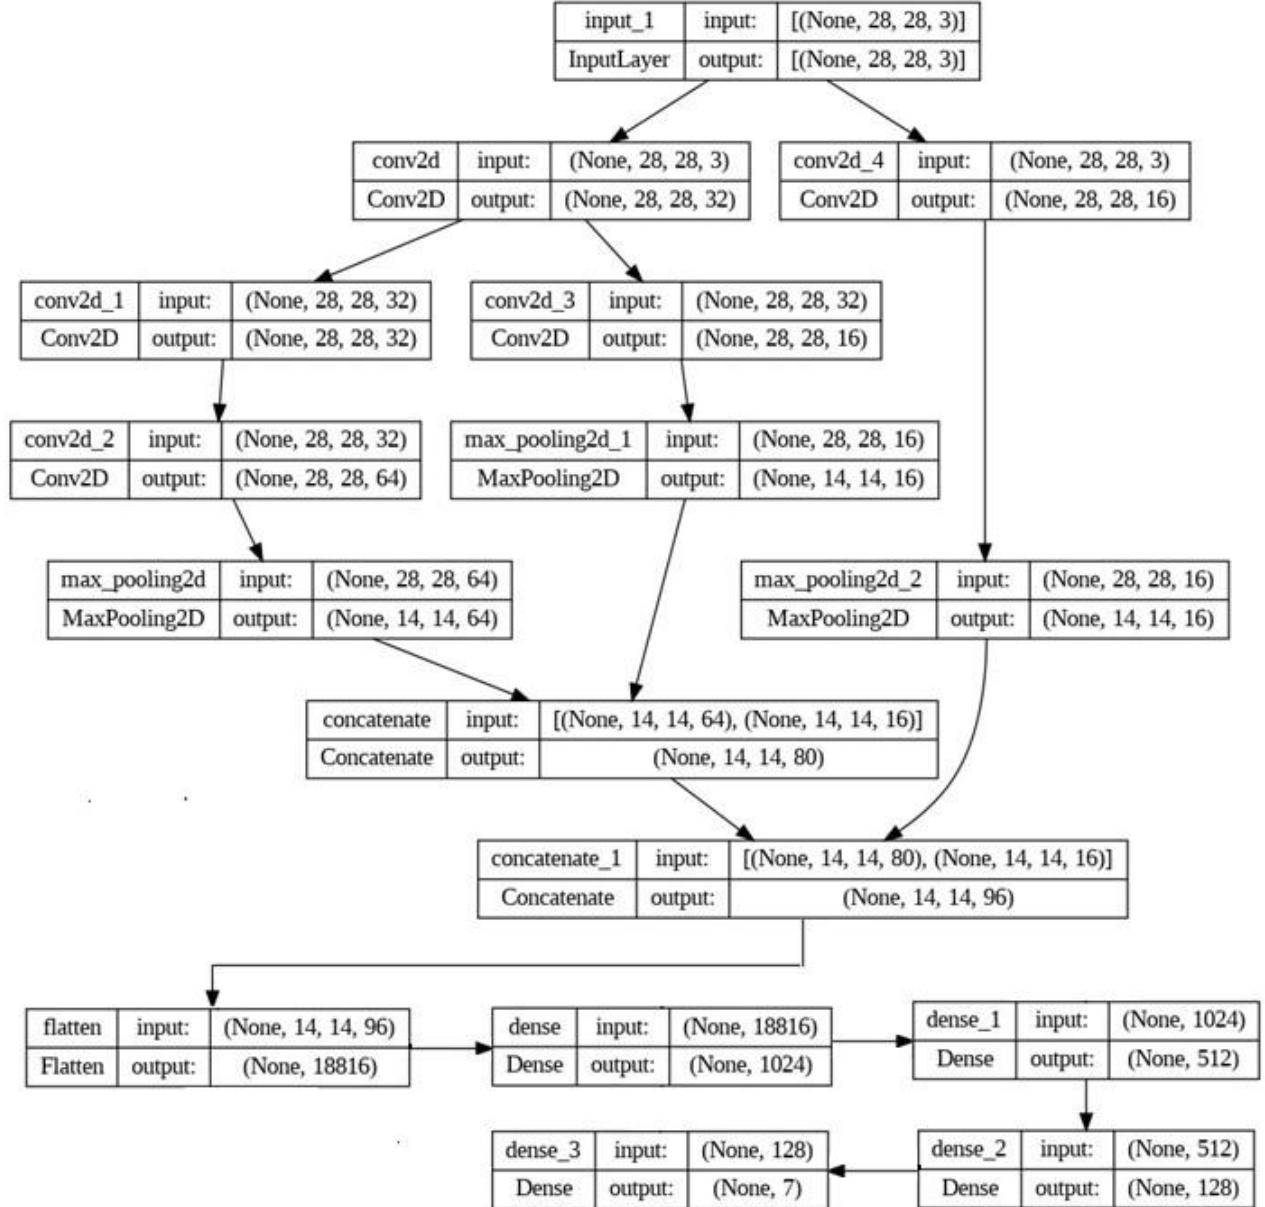 input_1 input: [(None, 28, 28, 3)]
InputLayer output: [(None, 28, 28, 3)]
conv2d input: (None, 28, 28, 3)
Conv2D output: (None, 28, 28, 32)
conv2d_4 input: (None, 28, 28, 3)
Conv2D output: (None, 28, 28, 16)
conv2d_1 input: (None, 28, 28, 32)
Conv2D output: (None, 28, 28, 32)
conv2d_3 input: (None, 28, 28, 32)
Conv2D output: (None, 28, 28, 16)
conv2d_2 input: (None, 28, 28, 32)
Conv2D output: (None, 28, 28, 64)
max_pooling2d_1 input: (None, 28, 28, 16)
MaxPooling2D output: (None, 14, 14, 16)
max_pooling2d input: (None, 28, 28, 64)
MaxPooling2D output: (None, 14, 14, 64)
max_pooling2d_2 input: (None, 28, 28, 16)
MaxPooling2D output: (None, 14, 14, 16)
concatenate input: [(None, 14, 14, 64), (None, 14, 14, 16)]
Concatenate output: (None, 14, 14, 80)
concatenate_1 input: [(None, 14, 14, 80), (None, 14, 14, 16)]
Concatenate output: (None, 14, 14, 96)
flatten input: (None, 14, 14, 96)
Flatten output: (None, 18816)
dense input: (None, 18816)
Dense output: (None, 1024)
dense_1 input: (None, 1024)
Dense output: (None, 512)
dense_2 input: (None, 512)
Dense output: (None, 128)
dense_3 input: (None, 128)
Dense output: (None, 7)